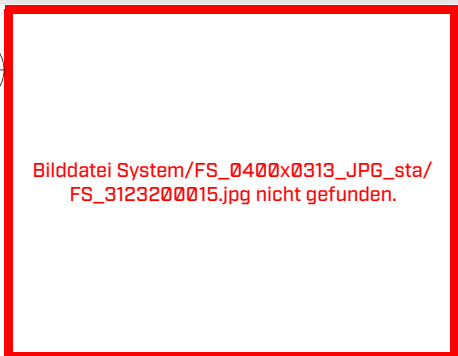 Bilddatei System/FS_0400x0313_JPG_sta/
FS_3123200015.jpg nicht gefunden.